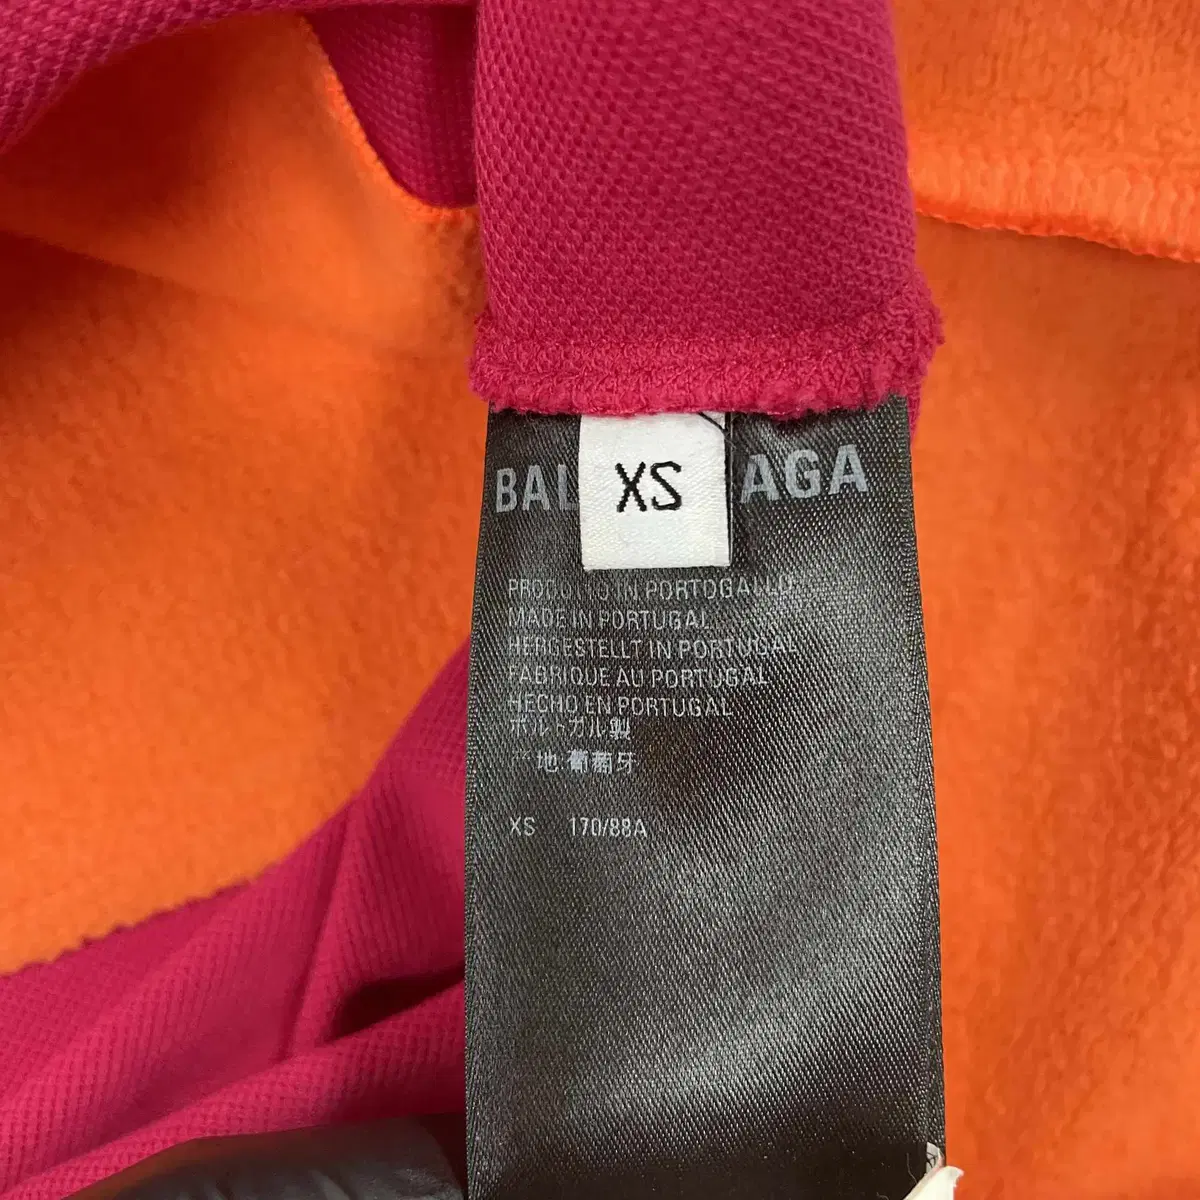 BAL XS AGA
PRODOTTO IN PORTOGALLO
MADE IN PORTUGAL
HERGESTELLT IN PORTUGAL
FABRIQUE AU PORTUGAL
HECHO EN PORTUGAL
ポルトガル製
地:葡萄牙
XS 170/88A